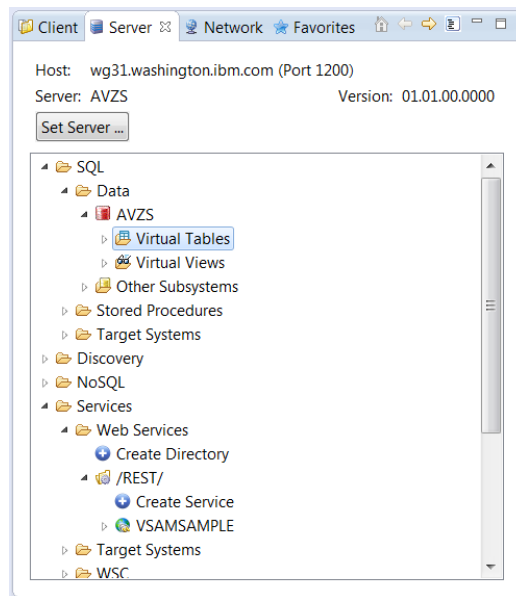 Client Server Network Favorites
Host: wg31.washington.ibm.com (Port 1200)
Server: AVZS Version: 01.01.00.0000
Set Server ...
SQL
Data
AVZS
Virtual Tables
Virtual Views
Other Subsystems
Stored Procedures
Target Systems
Discovery
NoSQL
Services
Web Services
Create Directory
/REST/
Create Service
VSAMSAMPLE
Target Systems
WSC